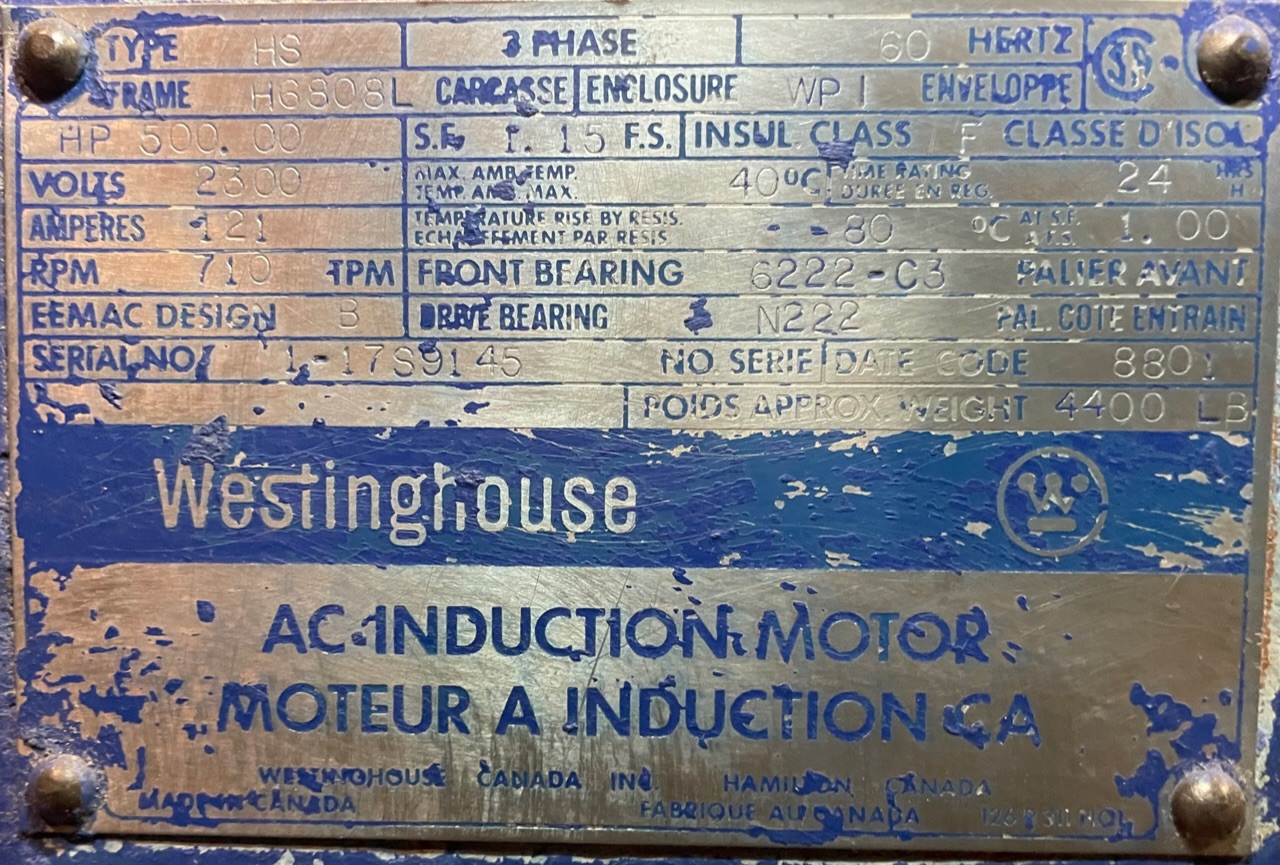 TYPE HS 3 PHASE 60 HERTZ
FRAME H6808L CARCASSE ENCLOSURE WP I ENVELOPPE
HP 500.00 S.F. 1.15 F.S. INSUL CLASS F CLASSE D'ISOL
VOLTS 2300 MAX. AMB. TEMP. 40°C TIME RATING 24 HRS
TEMP. AMB. MAX. DUREE EN REG. H
AMPERES 121 TEMPERATURE RISE BY RESIS. 80 °C AT S.F. 1.00
ECHAUFFEMENT PAR RESIS A F.S.
RPM 710 TPM FRONT BEARING 6222-C3 PALIER AVANT
EEMAC DESIGN B DRIVE BEARING N222 PAL. COTE ENTRAIN
SERIAL NO. 1-17S9145 NO. SERIE DATE CODE 8801
POIDS APPROX. WEIGHT 4400 LB
Westinghouse
W
AC INDUCTION MOTOR
MOTEUR A INDUCTION CA
WESTINGHOUSE CANADA INC. HAMILTON CANADA
MADE IN CANADA FABRIQUE AU CANADA